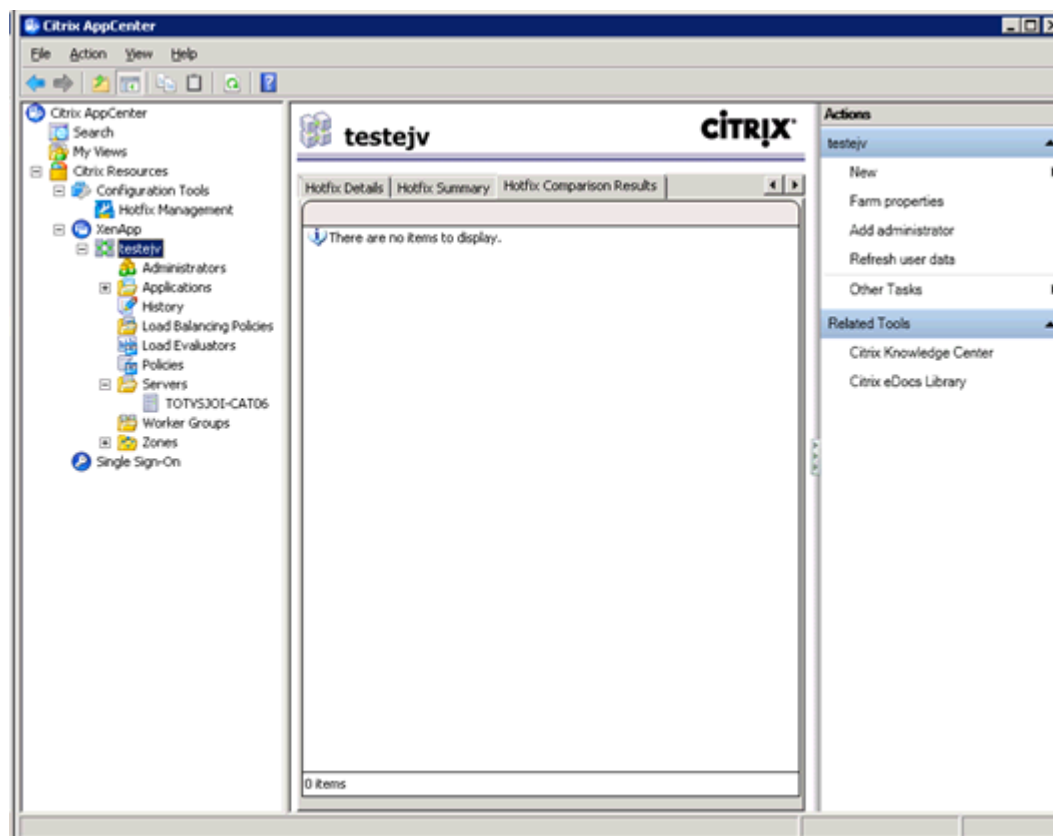 Citrix AppCenter
File Action View Help
Citrix AppCenter
Search
My Views
Citrix Resources
Configuration Tools
Hotfix Management
XenApp
testejv
Administrators
Applications
History
Load Balancing Policies
Load Evaluators
Policies
Servers
TOTVSJOI-CAT06
Worker Groups
Zones
Single Sign-On
testejv
CITRIX
Hotfix Details Hotfix Summary Hotfix Comparison Results
There are no items to display.
0 items
Actions
testejv
New
Farm properties
Add administrator
Refresh user data
Other Tasks
Related Tools
Citrix Knowledge Center
Citrix eDocs Library